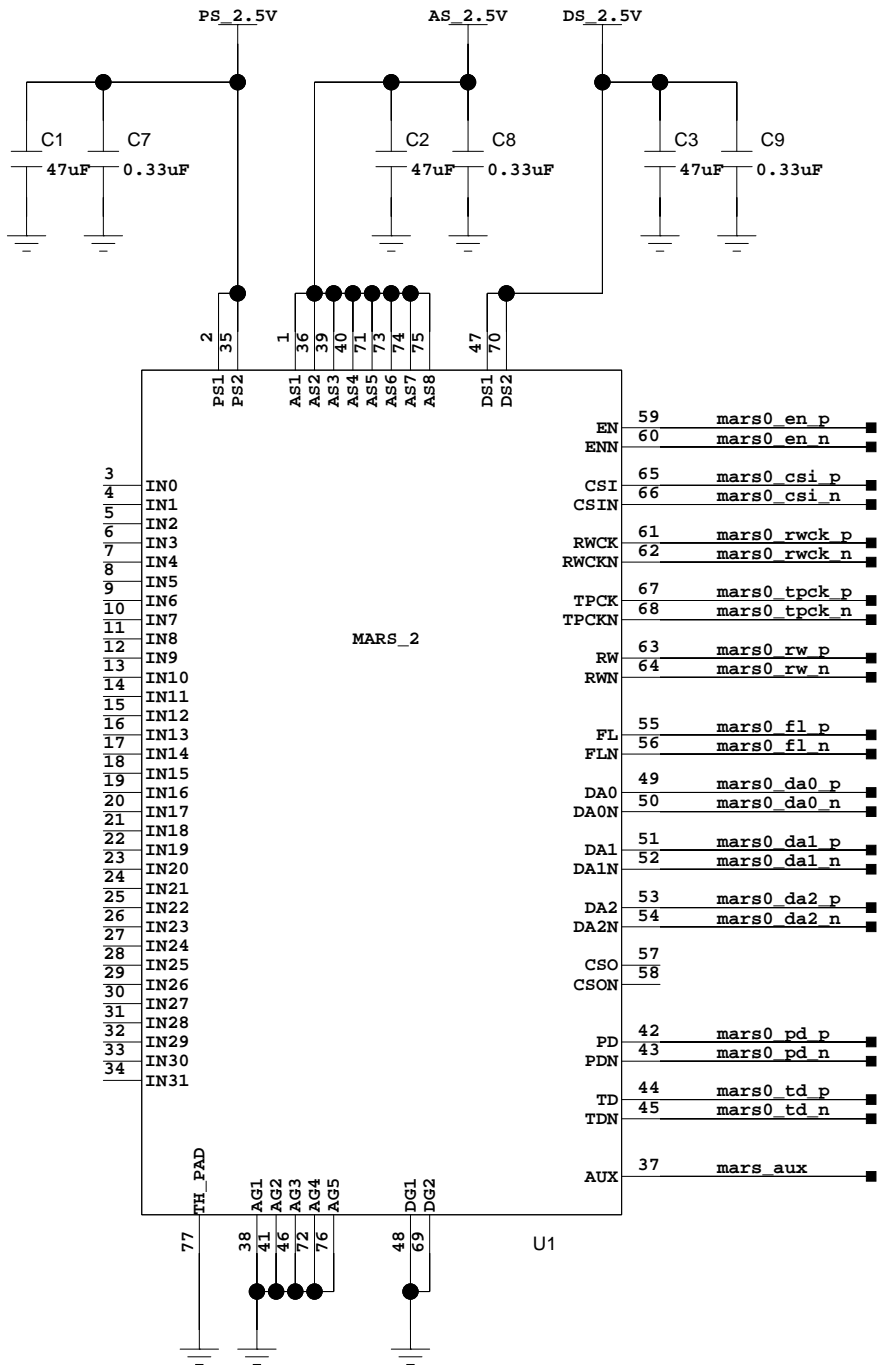 PS_2.5V AS_2.5V DS_2.5V
C1 C7 C2 C8 C3 C9
47uF 0.33uF 47uF 0.33uF 47uF 0.33uF
2 35 1 36 39 40 71 73 74 75 47 70
PS1 PS2 AS1 AS2 AS3 AS4 AS5 AS6 AS7 AS8 DS1 DS2
EN 59 mars0_en_p
ENN 60 mars0_en_n
3 IN0 CSI 65 mars0_csi_p
4 IN1 CSIN 66 mars0_csi_n
5 IN2
6 IN3 RWCK 61 mars0_rwck_p
7 IN4 RWCKN 62 mars0_rwck_n
8 IN5
9 IN6 TPCK 67 mars0_tpck_p
10 IN7 TPCKN 68 mars0_tpck_n
11 IN8 MARS_2
12 IN9 RW 63 mars0_rw_p
13 IN10 RWN 64 mars0_rw_n
14 IN11
15 IN12
16 IN13 FL 55 mars0_fl_p
17 IN14 FLN 56 mars0_fl_n
18 IN15
19 IN16 DA0 49 mars0_da0_p
20 IN17 DA0N 50 mars0_da0_n
21 IN18
22 IN19 DA1 51 mars0_da1_p
23 IN20 DA1N 52 mars0_da1_n
24 IN21
25 IN22 DA2 53 mars0_da2_p
26 IN23 DA2N 54 mars0_da2_n
27 IN24
28 IN25 CSO 57
29 IN26 CSON 58
30 IN27
31 IN28
32 IN29 PD 42 mars0_pd_p
33 IN30 PDN 43 mars0_pd_n
34 IN31
TD 44 mars0_td_p
TDN 45 mars0_td_n
AUX 37 mars_aux
TH_PAD AG1 AG2 AG3 AG4 AG5 DG1 DG2
77 38 41 46 72 76 48 69
U1